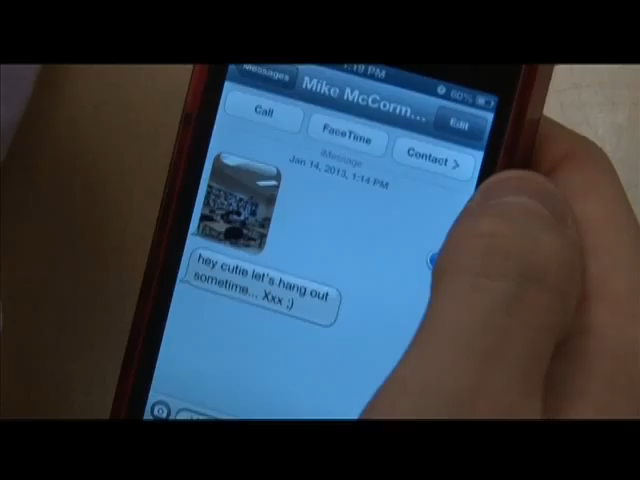 1:19 PM
60%
Messages
Mike McCorm...
Edit
Call
FaceTime
Contact
iMessage
Jan 14, 2013, 1:14 PM
hey cutie let's hang out
sometime... Xxx ;)